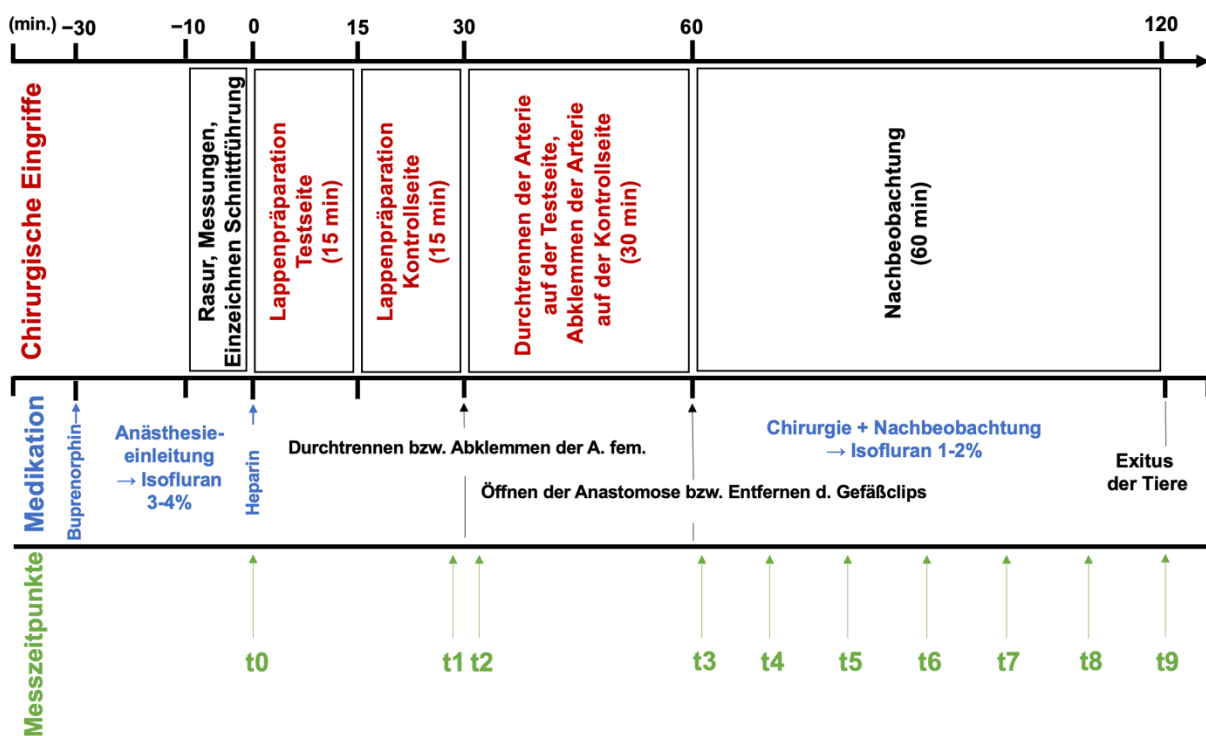 (min.)
−30
−10
0
15
30
60
120
Chirurgische Eingriffe
Rasur, Messungen,
Einzeichnen Schnittführung
Lappenpräparation
Testseite
(15 min)
Lappenpräparation
Kontrollseite
(15 min)
Durchtrennen der Arterie
auf der Testseite,
Abklemmen der Arterie
auf der Kontrollseite
(30 min)
Nachbeobachtung
(60 min)
Medikation
Buprenorphin
Anästhesie-
einleitung
→ Isofluran
3-4%
Heparin
Durchtrennen bzw. Abklemmen der A. fem.
Öffnen der Anastomose bzw. Entfernen d. Gefäßclips
Chirurgie + Nachbeobachtung
→ Isofluran 1-2%
Exitus
der Tiere
Messzeitpunkte
t0
t1
t2
t3
t4
t5
t6
t7
t8
t9